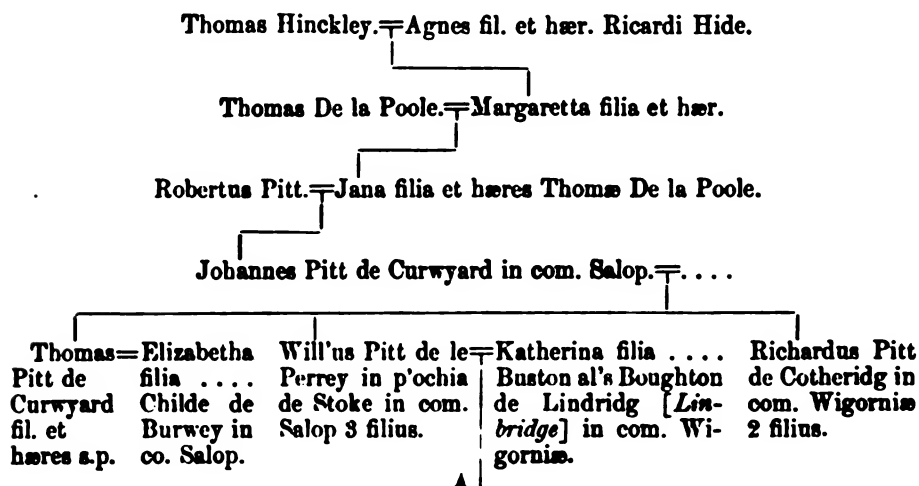 Thomas Hinckley.=Agnes fil. et hær. Ricardi Hide.
Thomas De la Poole.=Margaretta filia et hær.
Robertus Pitt.=Jana filia et hæres Thomæ De la Poole.
Johannes Pitt de Curwyard in com. Salop.=. . . .
Thomas=
Pitt de
Curwyard
fil. et
hæres s.p.
Elizabetha
filia . . . .
Childe de
Burwey in
co. Salop.
Will'us Pitt de le=
Perrey in p'ochia
de Stoke in com.
Salop 3 filius.
Katherina filia . . . .
Buston al's Boughton
de Lindridg [Lin-
bridge] in com. Wi-
gorniæ.
Richardus Pitt
de Cotheridg in
com. Wigorniæ
2 filius.
A